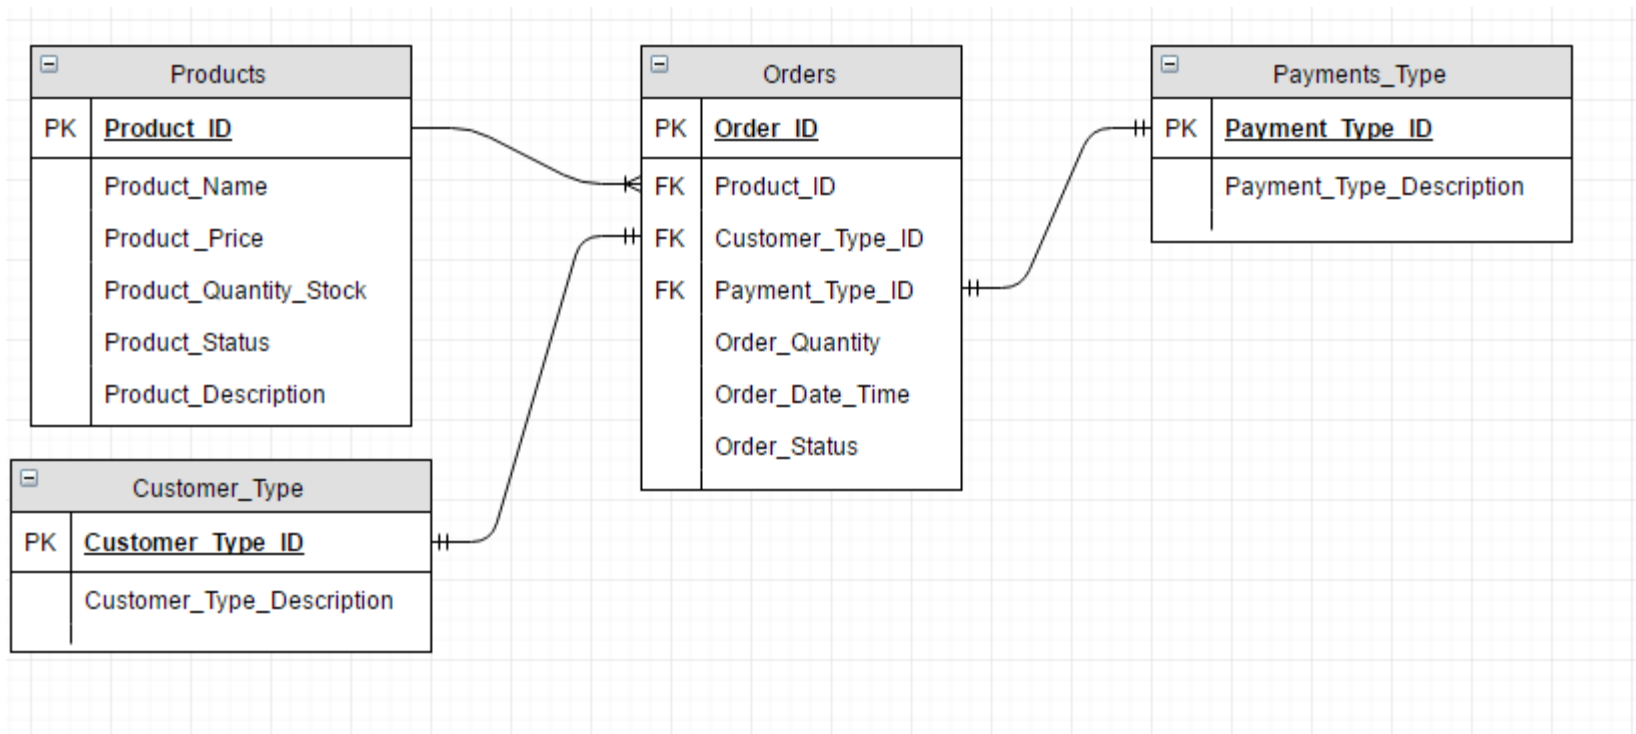 Products
PK Product_ID
Product_Name
Product _Price
Product_Quantity_Stock
Product_Status
Product_Description
Customer_Type
PK Customer_Type_ID
Customer_Type_Description
Orders
PK Order_ID
FK Product_ID
FK Customer_Type_ID
FK Payment_Type_ID
Order_Quantity
Order_Date_Time
Order_Status
Payments_Type
PK Payment_Type_ID
Payment_Type_Description